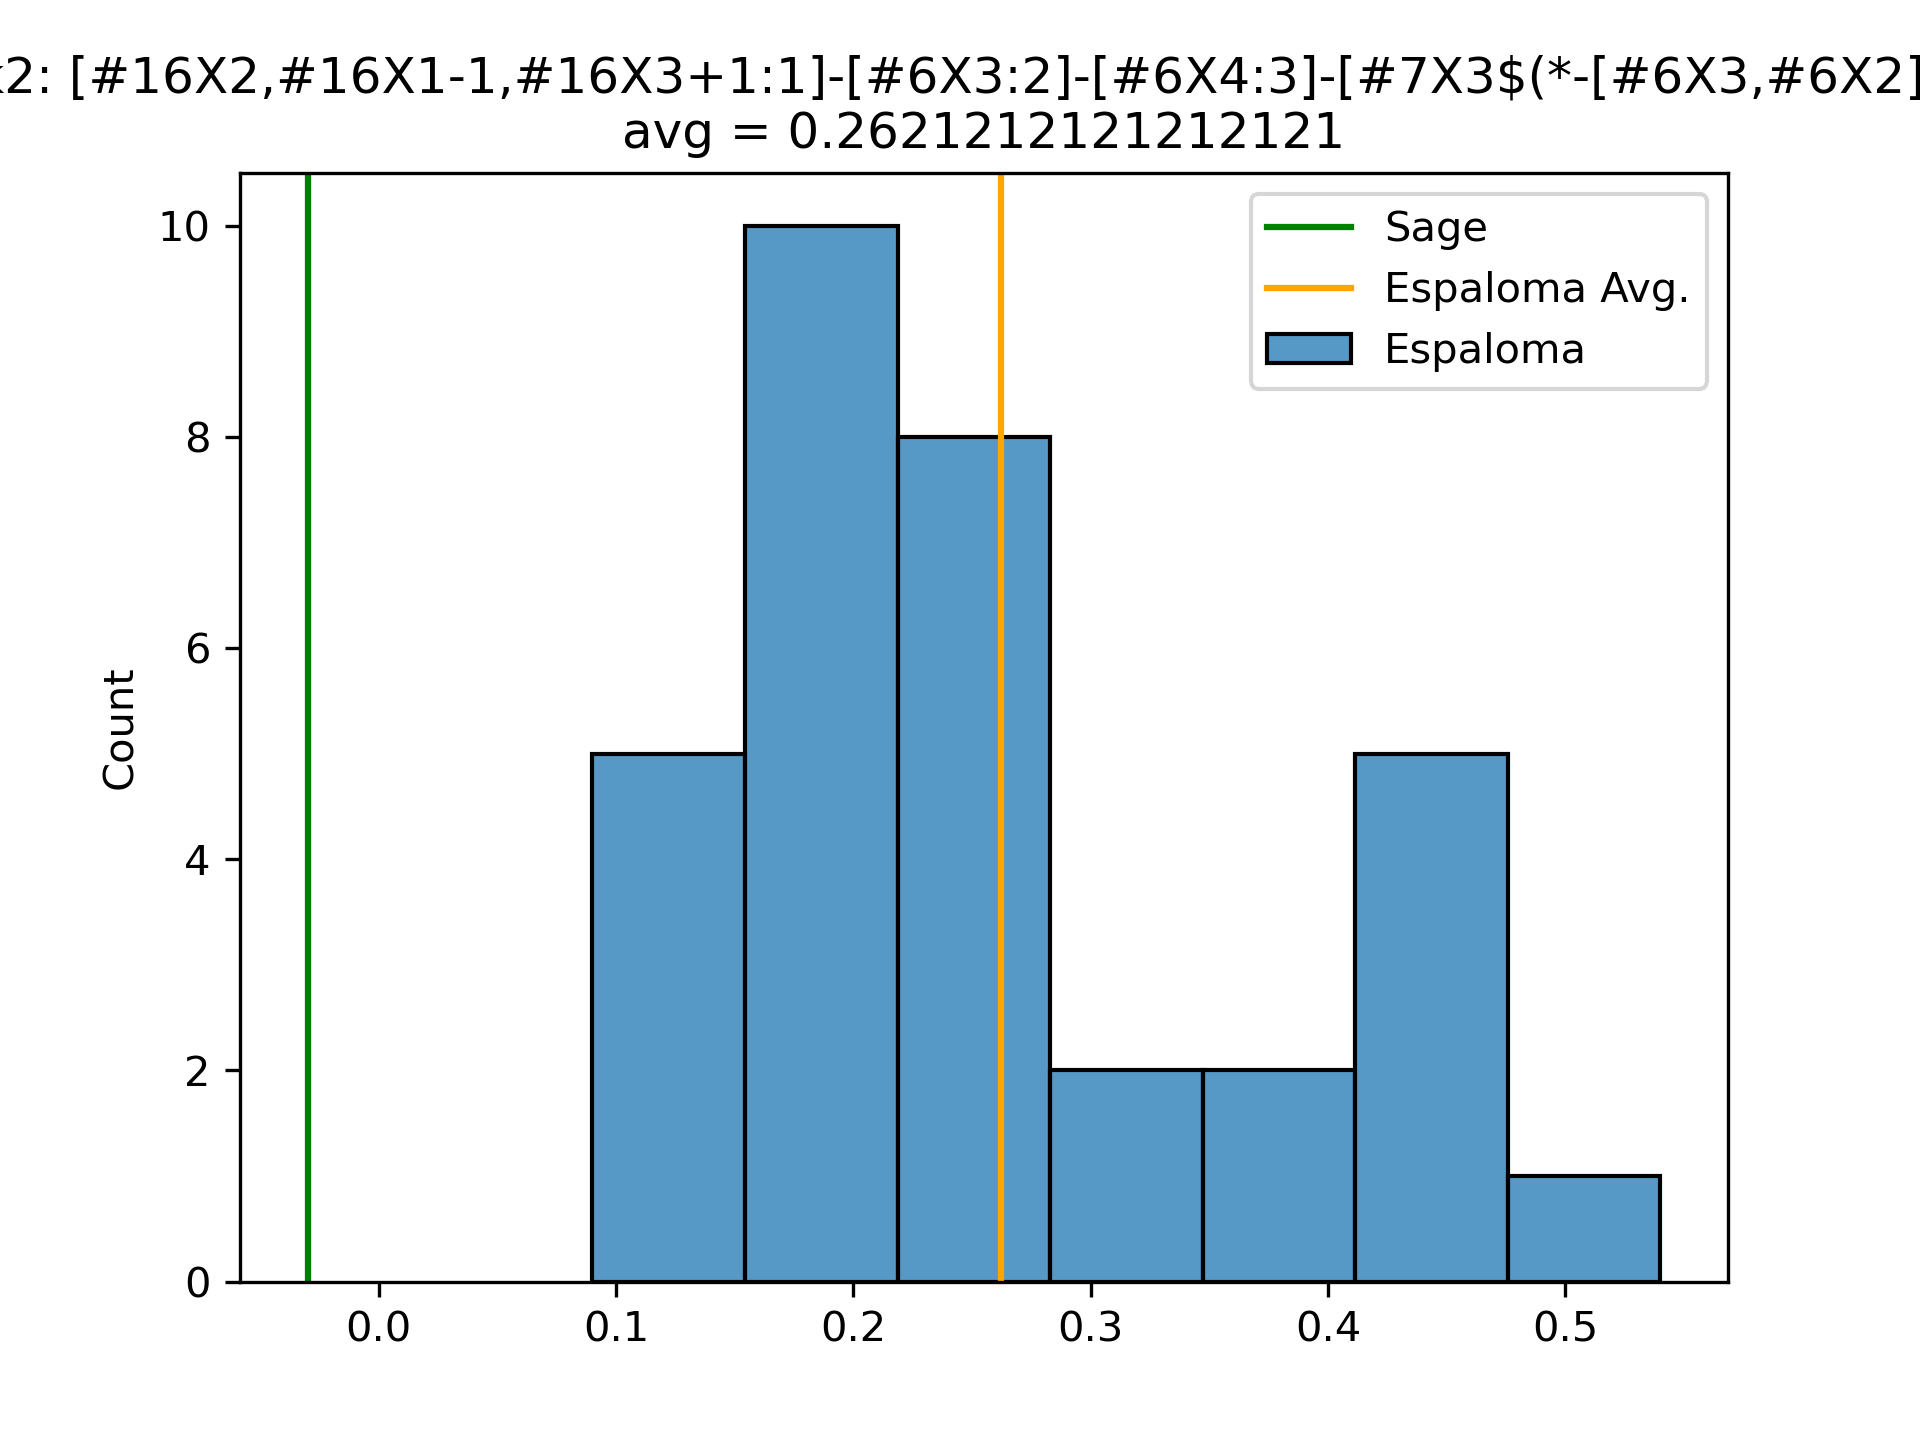 k2: [#16X2,#16X1-1,#16X3+1:1]-[#6X3:2]-[#6X4:3]-[#7X3$(*-[#6X3,#6X2]
avg = 0.2621212121212121
Sage
Espaloma Avg.
Espaloma
10
8
6
4
2
0
Count
0.0 0.1 0.2 0.3 0.4 0.5